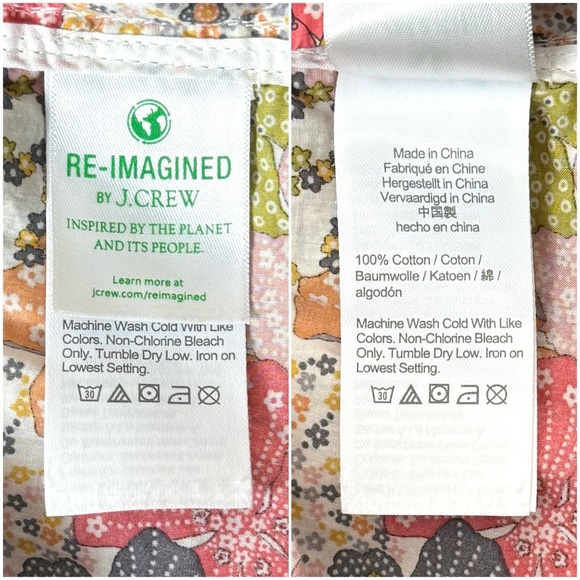 RE-IMAGINED
BY J.CREW
INSPIRED BY THE PLANET
AND ITS PEOPLE.
Learn more at
jcrew.com/reimagined
Machine Wash Cold With Like
Colors. Non-Chlorine Bleach
Only. Tumble Dry Low. Iron on
Lowest Setting.
30
Made in China
Fabriqué en Chine
Hergestellt in China
Vervaardigd in China
中国製
hecho en china
100% Cotton / Coton /
Baumwolle / Katoen / 綿 /
algodón
Machine Wash Cold With Like
Colors. Non-Chlorine Bleach
Only. Tumble Dry Low. Iron on
Lowest Setting.
30